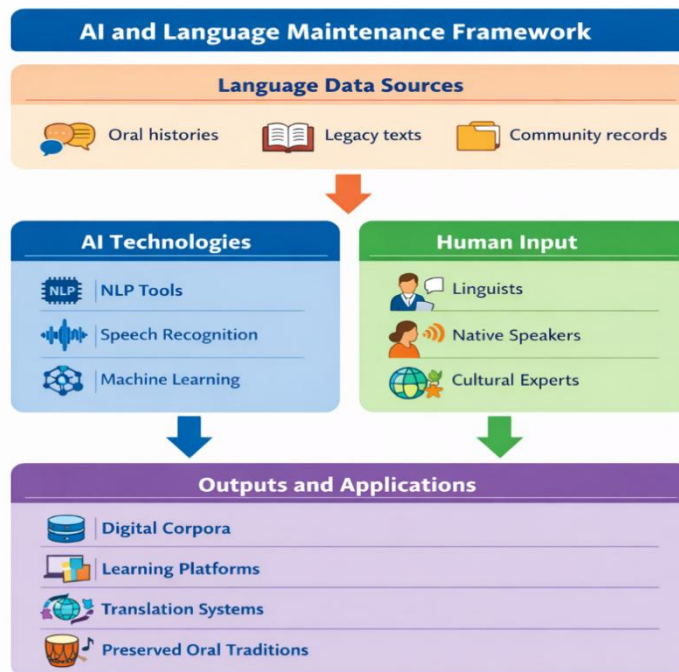 AI and Language Maintenance Framework
Language Data Sources
Oral histories
Legacy texts
Community records
AI Technologies
NLP
NLP Tools
Speech Recognition
Machine Learning
Human Input
Linguists
Native Speakers
Cultural Experts
Outputs and Applications
Digital Corpora
Learning Platforms
Translation Systems
Preserved Oral Traditions